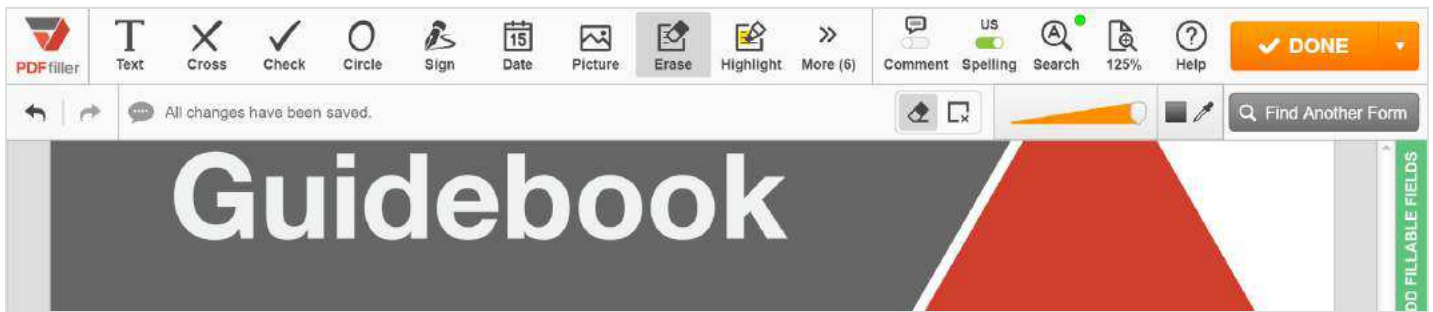 T
15
US
A
?
PDFfiller
Text
Cross
Check
Circle
Sign
Date
Picture
Erase
Highlight
More (6)
Comment
Spelling
Search
125%
Help
DONE
All changes have been saved.
Find Another Form
Guidebook
DD FILLABLE FIELDS